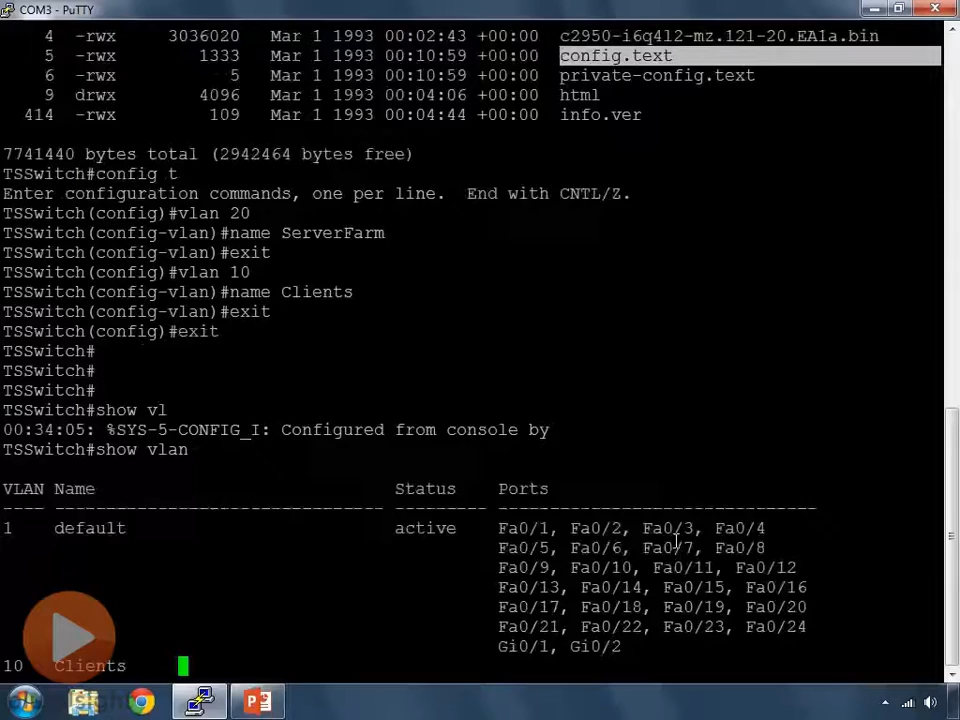 COM3 - PuTTY
4 -rwx 3036020 Mar 1 1993 00:02:43 +00:00 c2950-i6q4l2-mz.121-20.EA1a.bin
5 -rwx 1333 Mar 1 1993 00:10:59 +00:00 config.text
6 -rwx 5 Mar 1 1993 00:10:59 +00:00 private-config.text
9 drwx 4096 Mar 1 1993 00:04:06 +00:00 html
414 -rwx 109 Mar 1 1993 00:04:44 +00:00 info.ver
7741440 bytes total (2942464 bytes free)
TSSwitch#config t
Enter configuration commands, one per line. End with CNTL/Z.
TSSwitch(config)#vlan 20
TSSwitch(config-vlan)#name ServerFarm
TSSwitch(config-vlan)#exit
TSSwitch(config)#vlan 10
TSSwitch(config-vlan)#name Clients
TSSwitch(config-vlan)#exit
TSSwitch(config)#exit
TSSwitch#
TSSwitch#
TSSwitch#
TSSwitch#show vl
00:34:05: %SYS-5-CONFIG_I: Configured from console by
TSSwitch#show vlan
VLAN Name Status Ports
---- -------------------------------- --------- -------------------------------
1 default active Fa0/1, Fa0/2, Fa0/3, Fa0/4
Fa0/5, Fa0/6, Fa0/7, Fa0/8
Fa0/9, Fa0/10, Fa0/11, Fa0/12
Fa0/13, Fa0/14, Fa0/15, Fa0/16
Fa0/17, Fa0/18, Fa0/19, Fa0/20
Fa0/21, Fa0/22, Fa0/23, Fa0/24
Gi0/1, Gi0/2
10 Clients